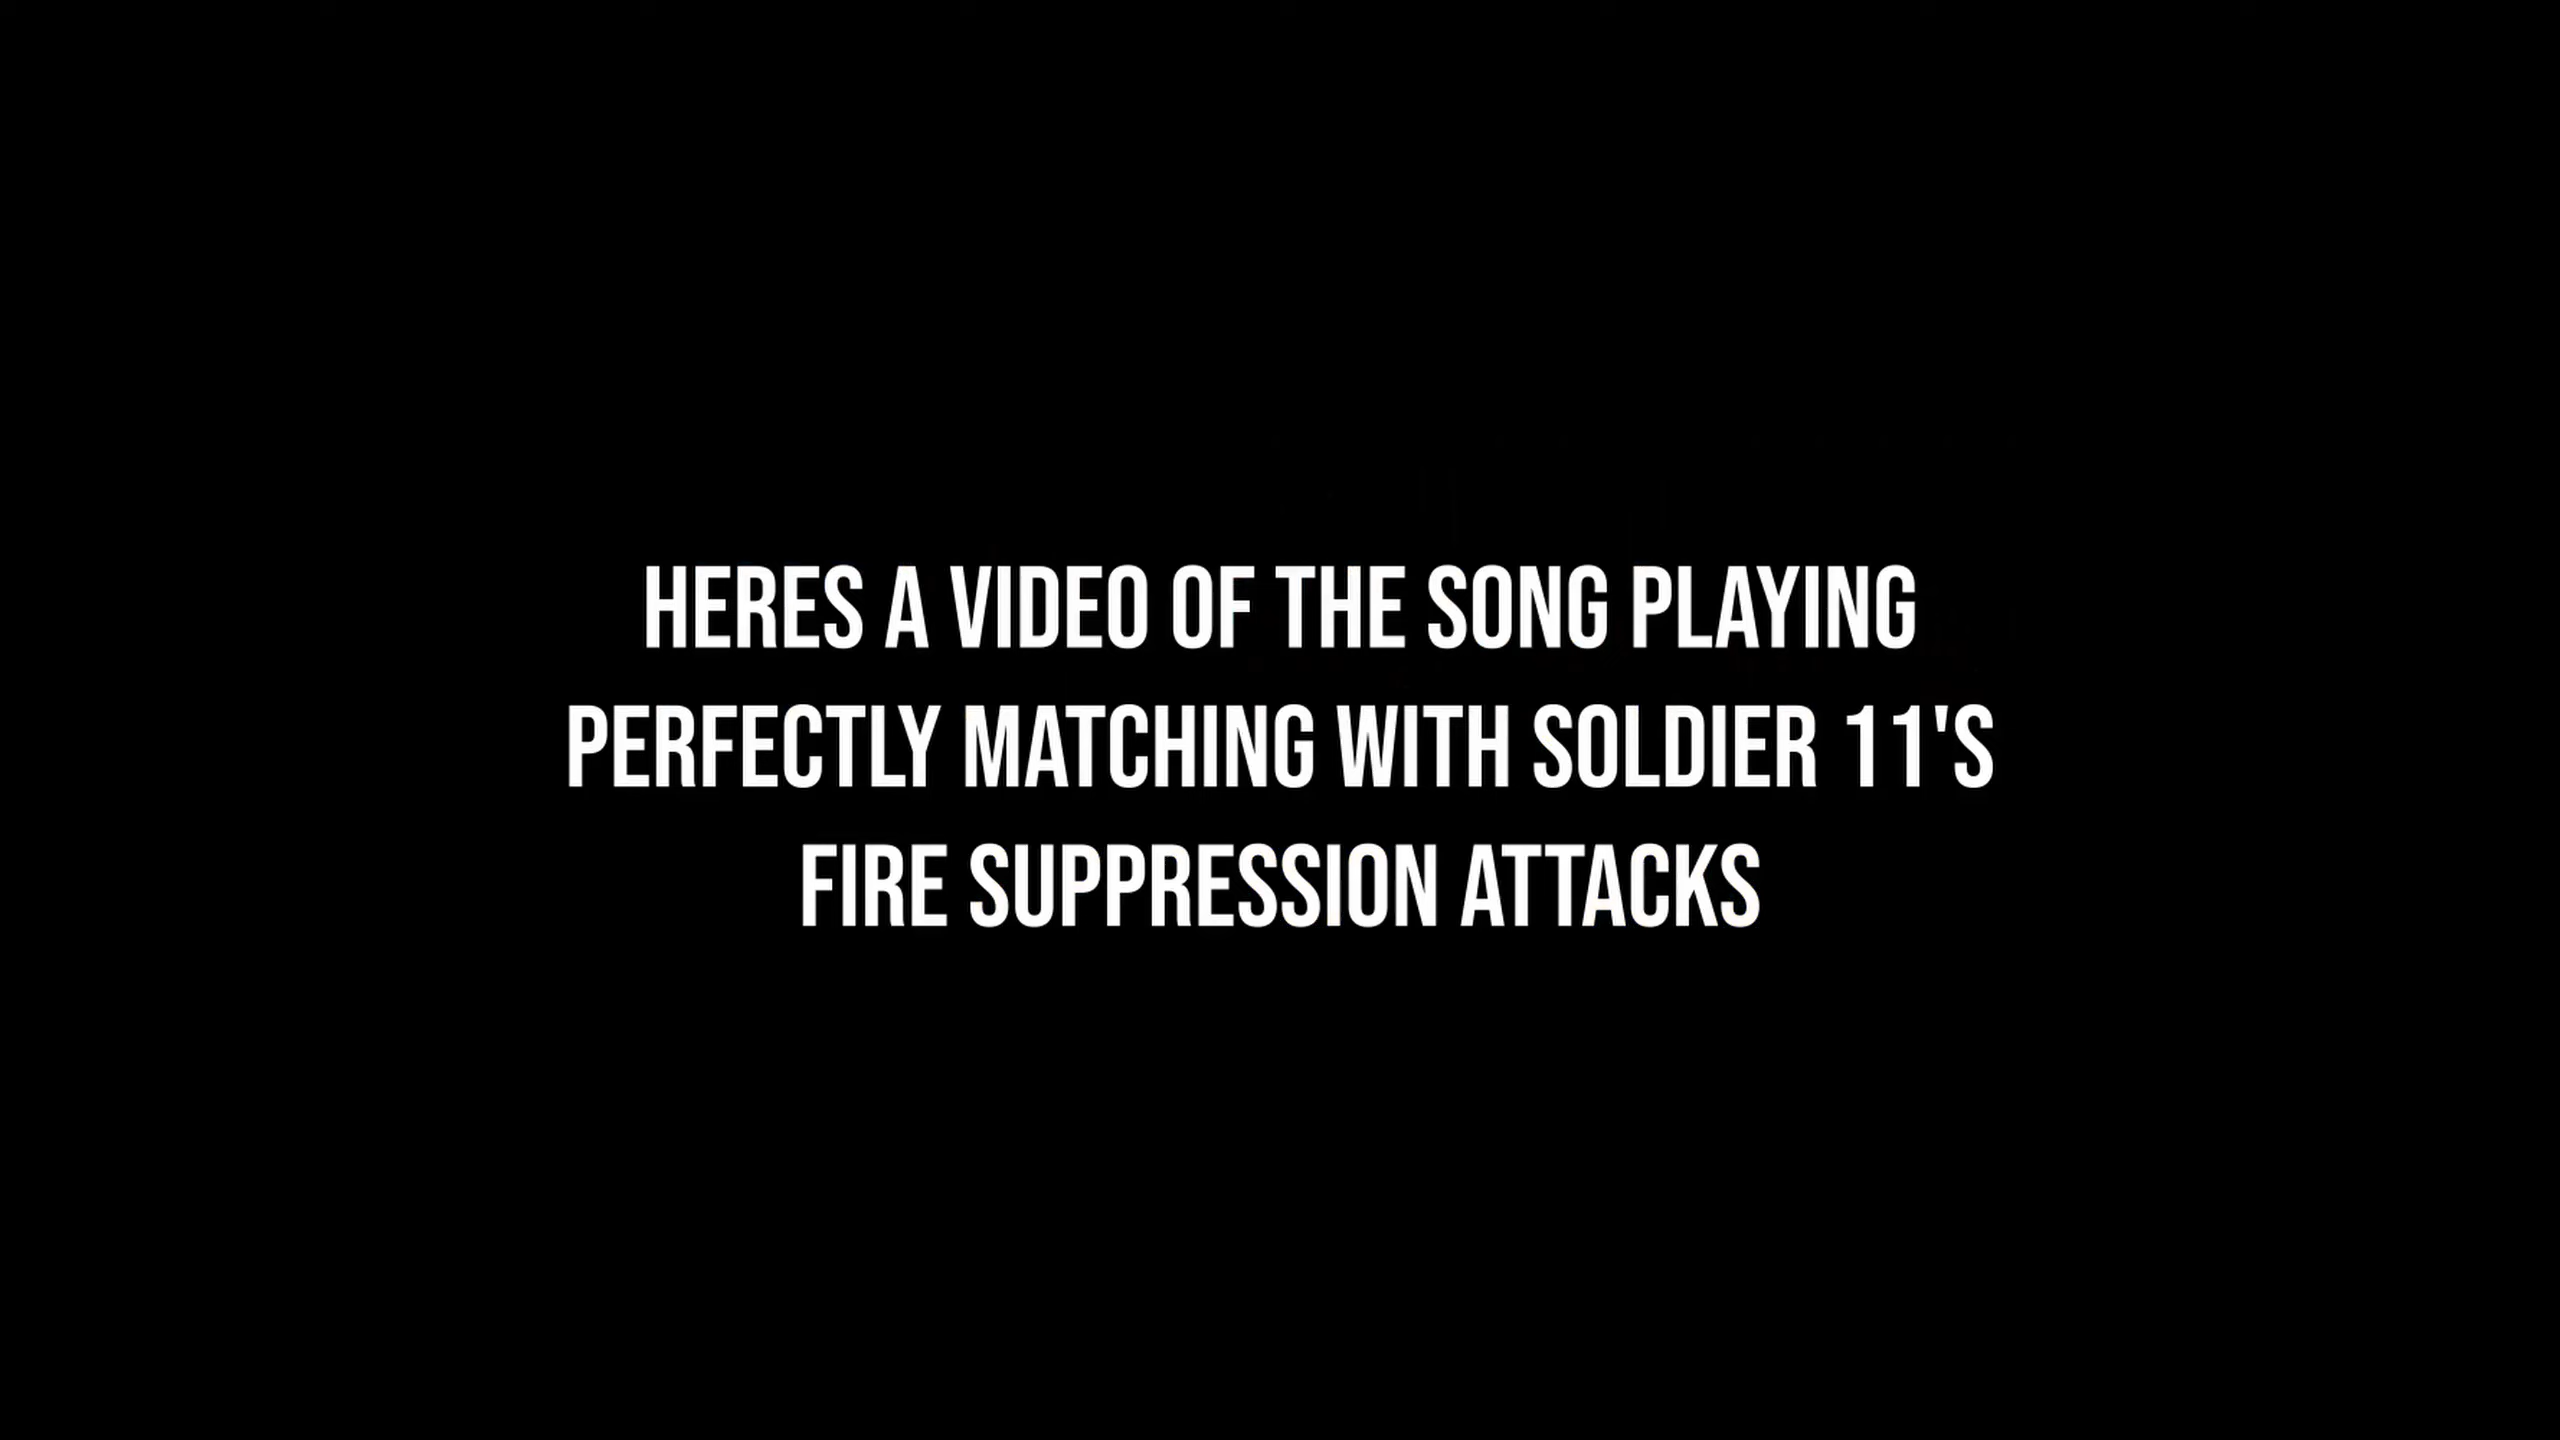 HERES A VIDEO OF THE SONG PLAYING
PERFECTLY MATCHING WITH SOLDIER 11'S
FIRE SUPPRESSION ATTACKS